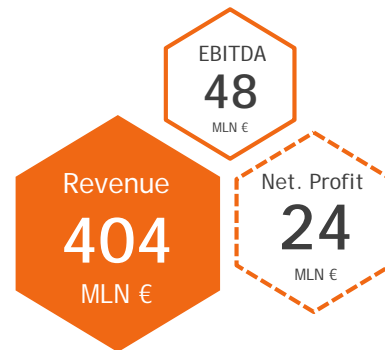 EBITDA
48
MLN €
Revenue
404
MLN €
Net. Profit
24
MLN €